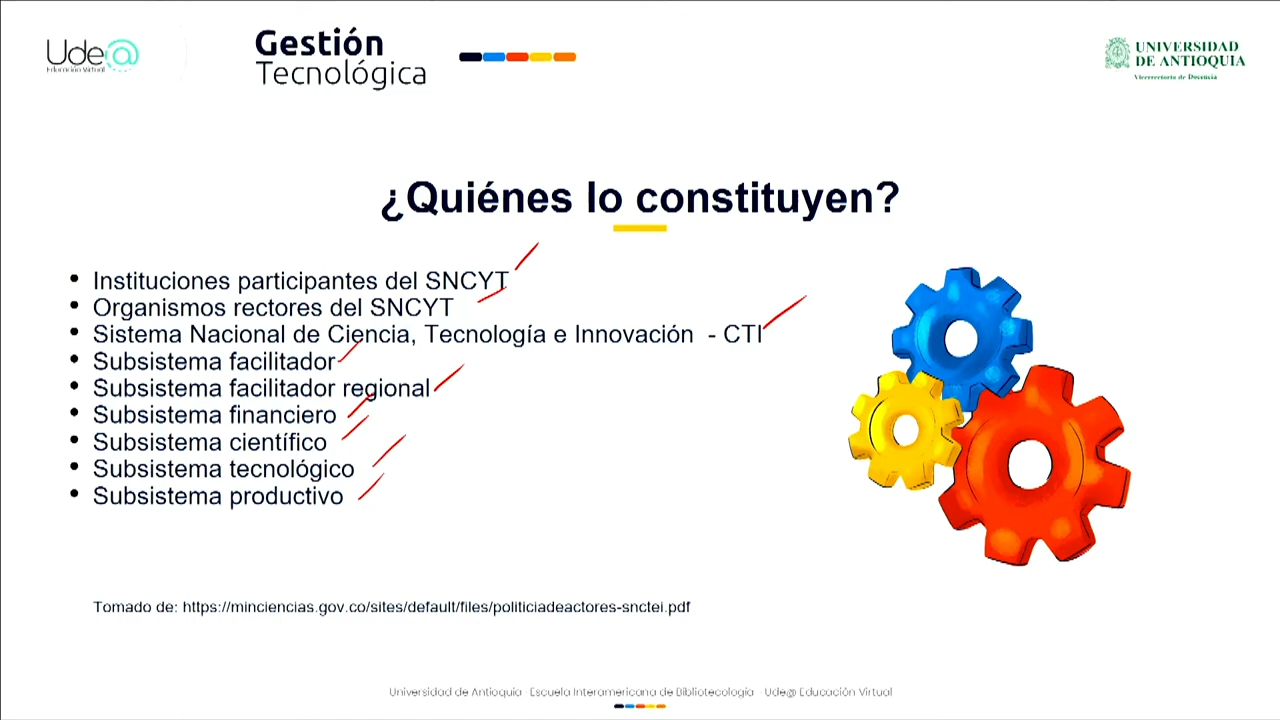 Ude@
Educación Virtual
Gestión
Tecnológica
UNIVERSIDAD
DE ANTIOQUIA
Vicerrectoría de Docencia
¿Quiénes lo constituyen?
• Instituciones participantes del SNCYT
• Organismos rectores del SNCYT
• Sistema Nacional de Ciencia, Tecnología e Innovación - CTI
• Subsistema facilitador
• Subsistema facilitador regional
• Subsistema financiero
• Subsistema científico
• Subsistema tecnológico
• Subsistema productivo
Tomado de: https://minciencias.gov.co/sites/default/files/politiciadeactores-snctei.pdf
Universidad de Antioquia Escuela Interamericana de Bibliotecología Ude@ Educación Virtual